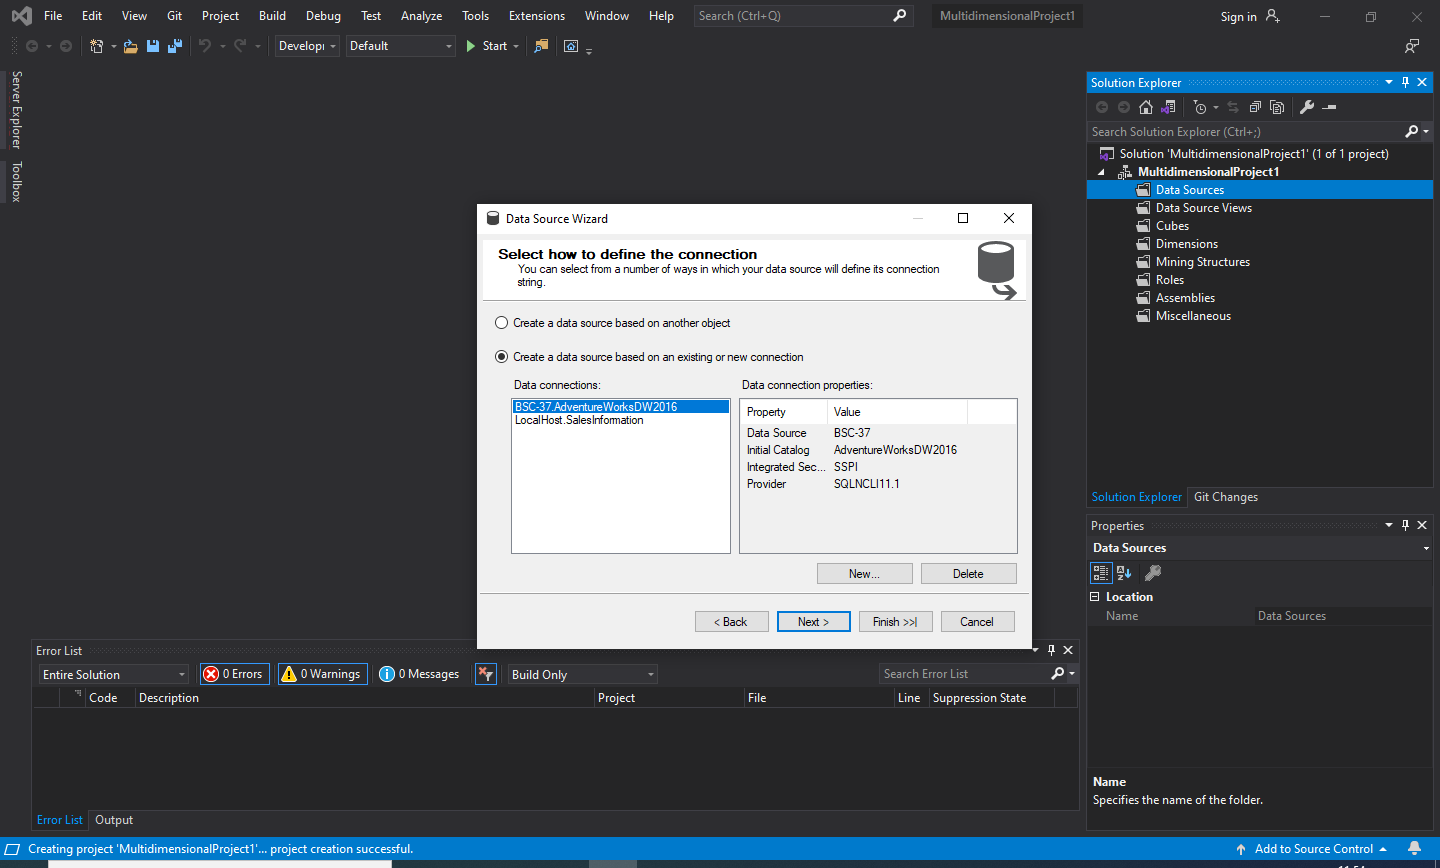 File Edit View Git Project Build Debug Test Analyze Tools Extensions Window Help Search (Ctrl+Q) MultidimensionalProject1 Sign in
Developı Default Start
Server Explorer
Toolbox
Solution Explorer
Search Solution Explorer (Ctrl+;)
Solution 'MultidimensionalProject1' (1 of 1 project)
MultidimensionalProject1
Data Sources
Data Source Views
Cubes
Dimensions
Mining Structures
Roles
Assemblies
Miscellaneous
Solution Explorer Git Changes
Data Source Wizard
Select how to define the connection
You can select from a number of ways in which your data source will define its connection
string.
Create a data source based on another object
Create a data source based on an existing or new connection
Data connections: Data connection properties:
BSC-37.AdventureWorksDW2016
LocalHost.SalesInformation
Property Value
Data Source BSC-37
Initial Catalog AdventureWorksDW2016
Integrated Sec... SSPI
Provider SQLNCLI11.1
New... Delete
< Back Next > Finish >>| Cancel
Properties
Data Sources
Location
Name Data Sources
Name
Specifies the name of the folder.
Error List
Entire Solution 0 Errors 0 Warnings 0 Messages Build Only Search Error List
Code Description Project File Line Suppression State
Error List Output
Creating project 'MultidimensionalProject1'... project creation successful. Add to Source Control